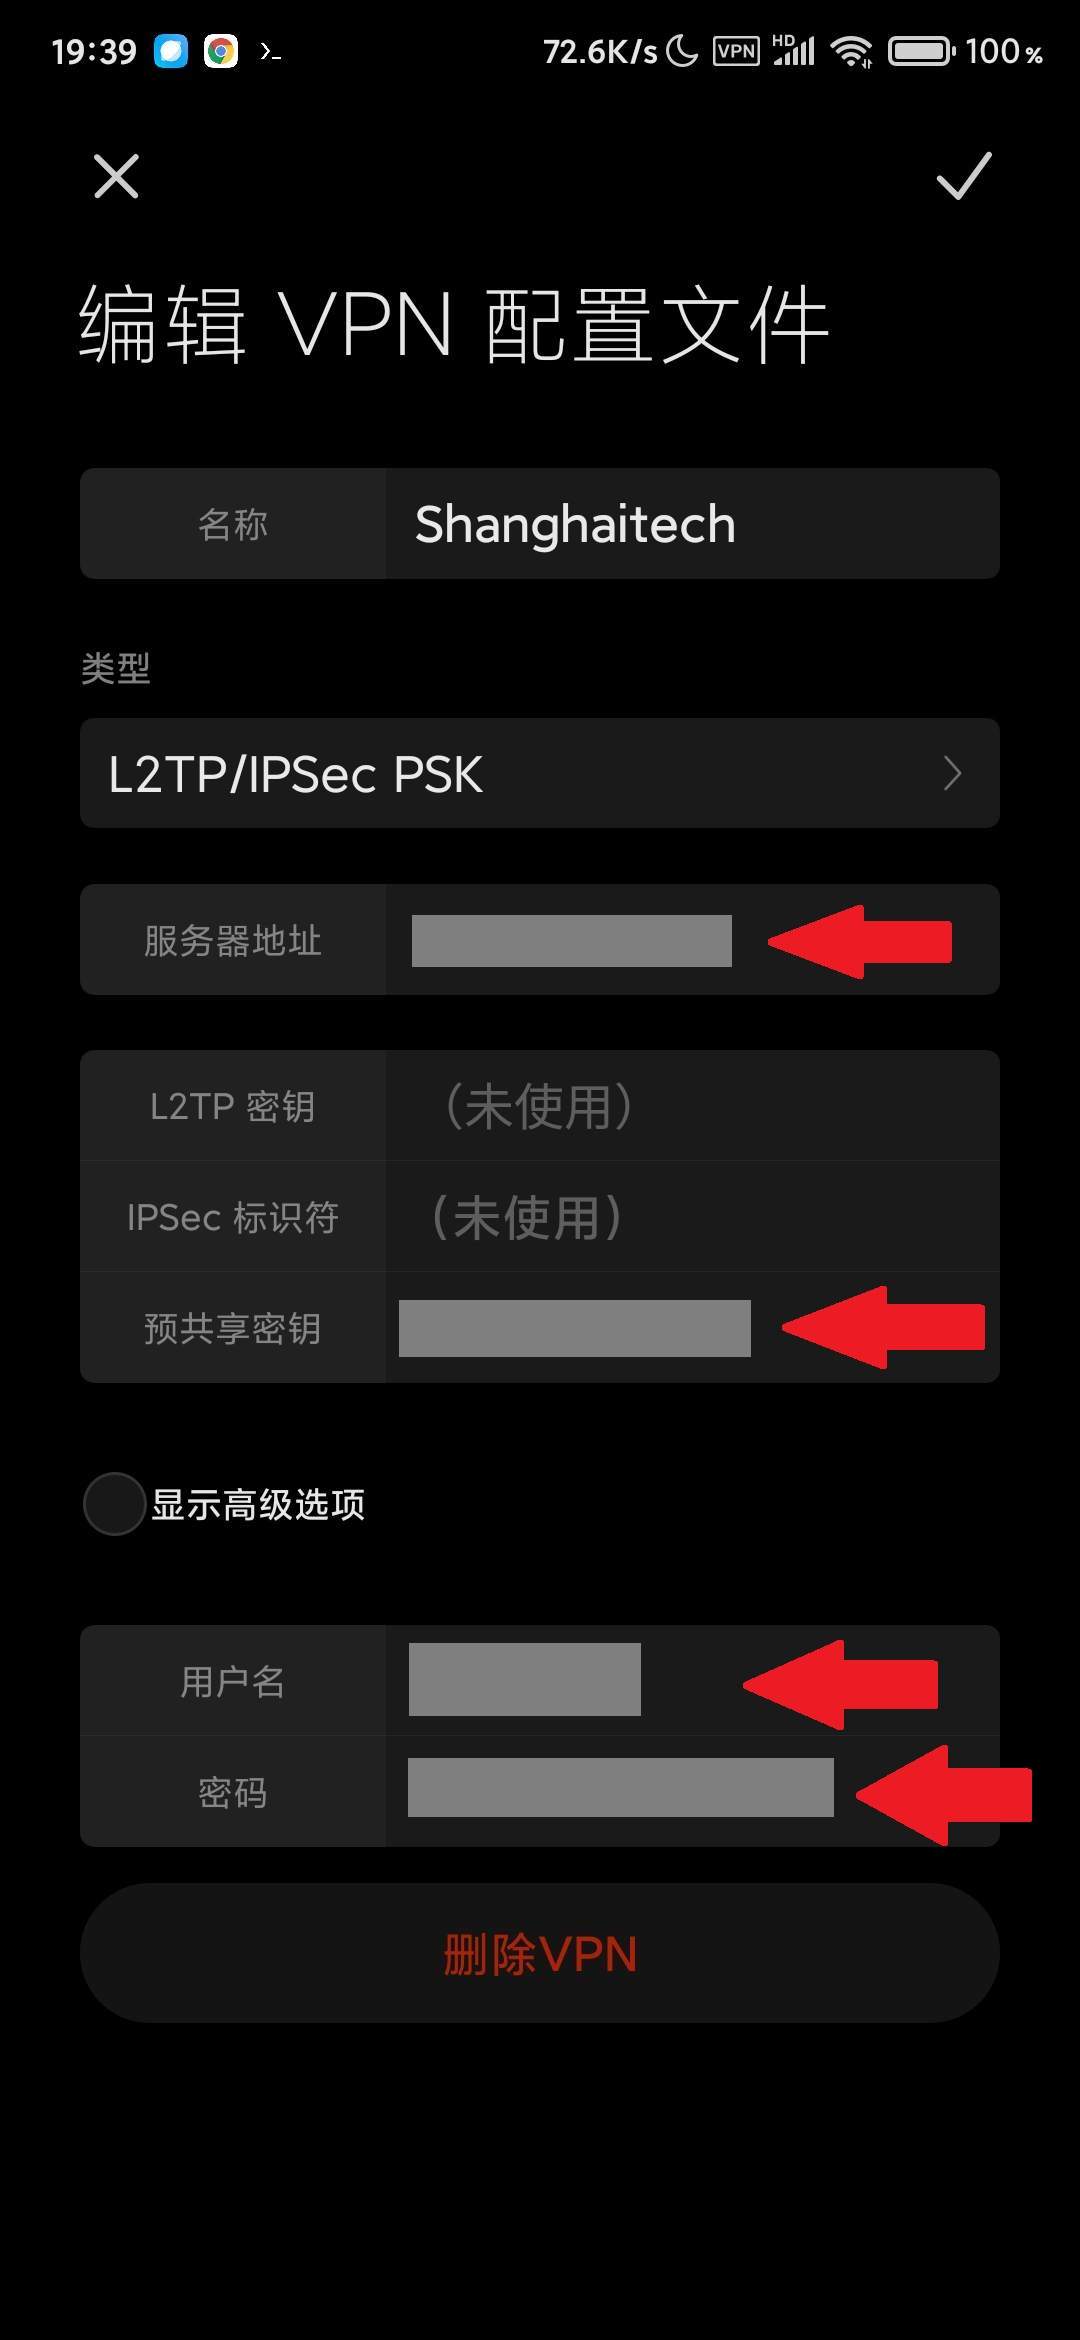 19:39 72.6K/s VPN HD 100 %
编辑 VPN 配置文件
名称 Shanghaitech
类型
L2TP/IPSec PSK
服务器地址
L2TP 密钥 （未使用）
IPSec 标识符 （未使用）
预共享密钥
显示高级选项
用户名
密码
删除VPN